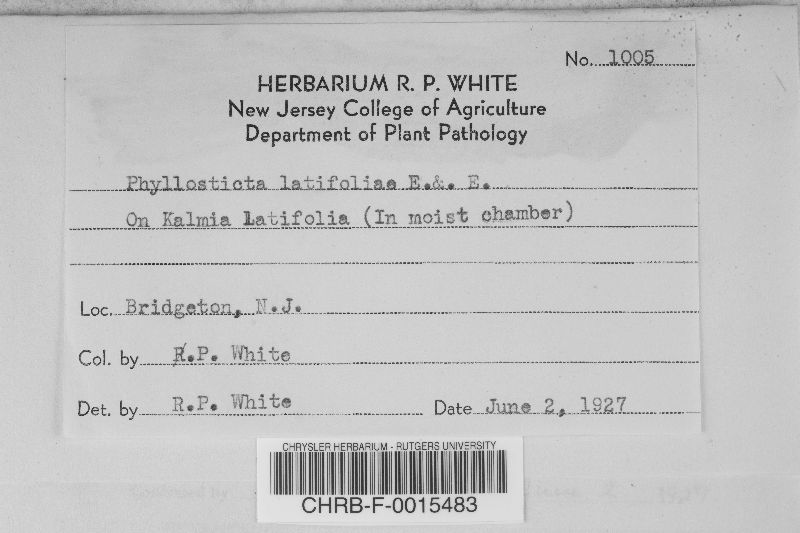 No. 1005
HERBARIUM R. P. WHITE
New Jersey College of Agriculture
Department of Plant Pathology
Phyllosticta latifoliae E.&. E.
On Kalmia Latifolia (In moist chamber)
Loc. Bridgeton, N.J.
Col. by R.P. White
Det. by R.P. White Date June 2, 1927
CHRYSLER HERBARIUM - RUTGERS UNIVERSITY
CHRB-F-0015483